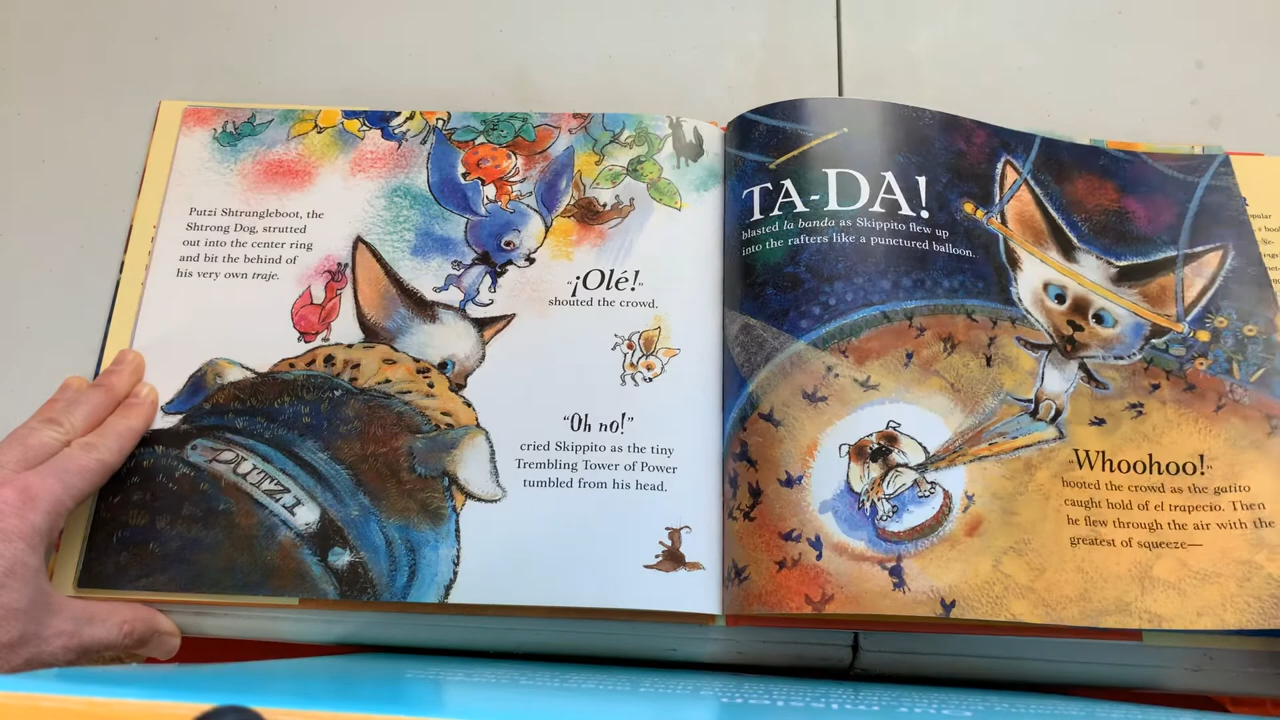 Putzi Shtrungleboot, the
Shtrong Dog, strutted
out into the center ring
and bit the behind of
his very own traje.
"¡Olé!"
shouted the crowd.
"Oh no!"
cried Skippito as the tiny
Trembling Tower of Power
tumbled from his head.
PUTZI
TA-DA!
blasted la banda as Skippito flew up
into the rafters like a punctured balloon.
"Whoohoo!"
hooted the crowd as the gatito
caught hold of el trapecio. Then
he flew through the air with the
greatest of squeeze—
Our mission